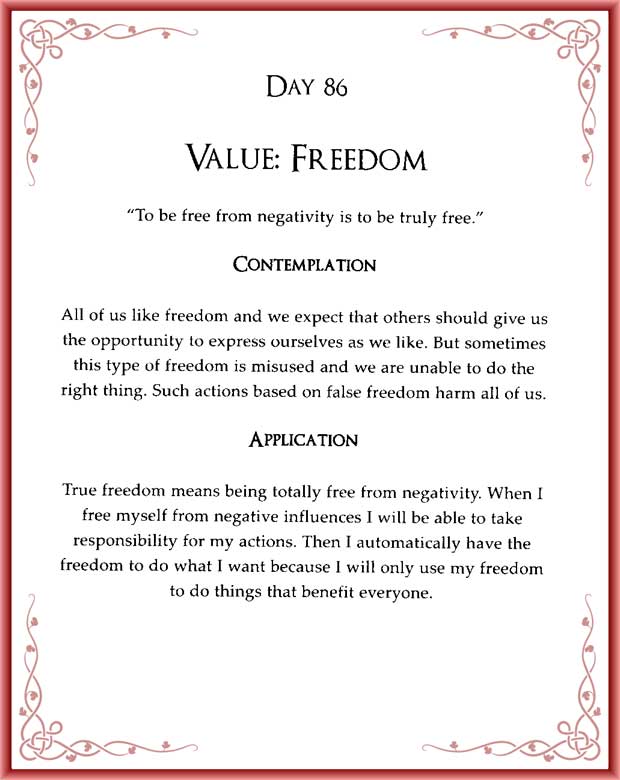 Day 86
Value: Freedom
“To be free from negativity is to be truly free.”
Contemplation
All of us like freedom and we expect that others should give us
the opportunity to express ourselves as we like. But sometimes
this type of freedom is misused and we are unable to do the
right thing. Such actions based on false freedom harm all of us.
Application
True freedom means being totally free from negativity. When I
free myself from negative influences I will be able to take
responsibility for my actions. Then I automatically have the
freedom to do what I want because I will only use my freedom
to do things that benefit everyone.